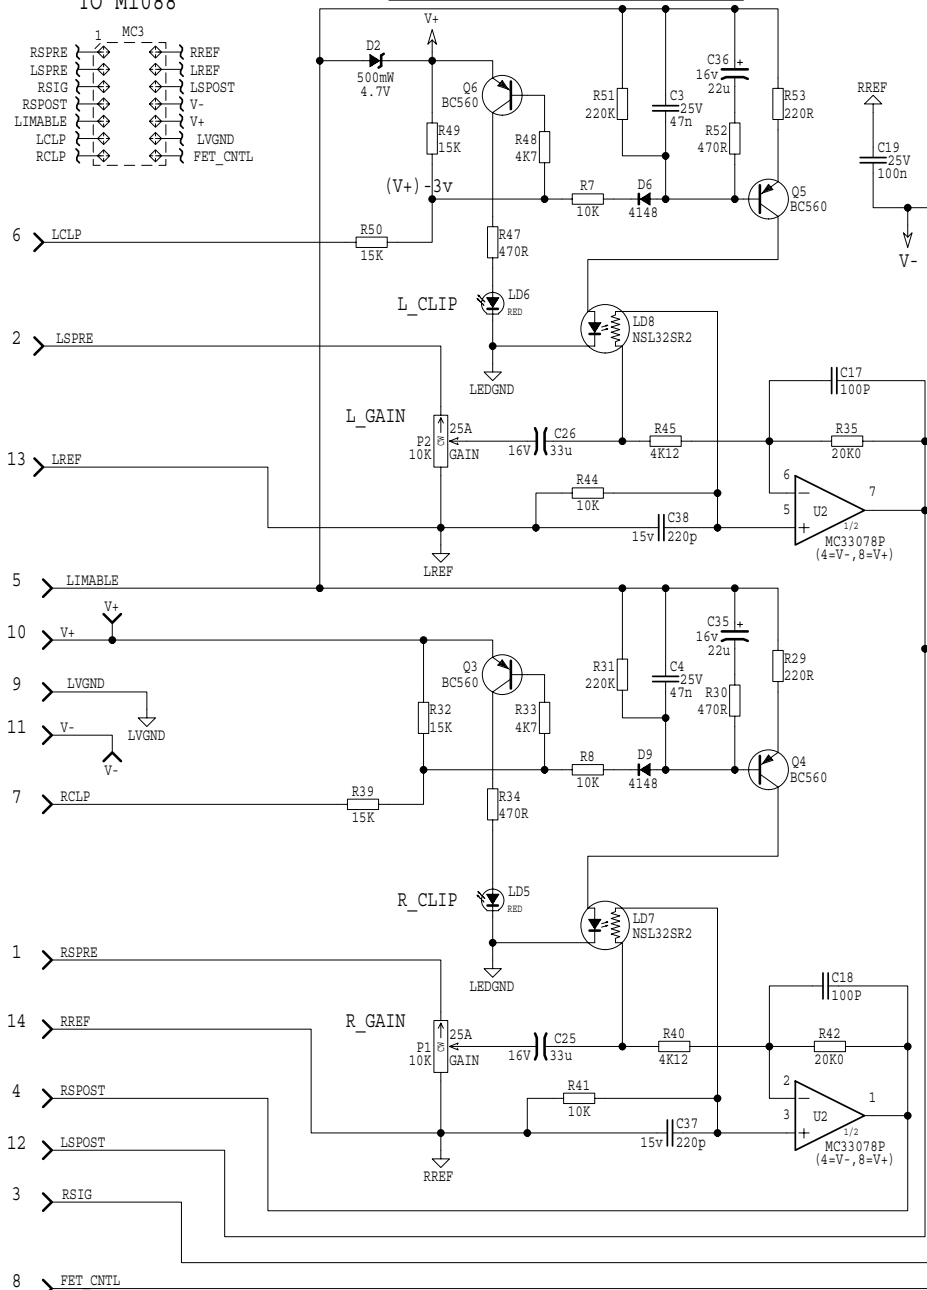 TO M1088
1 MC3
RSPRE RREF
LSPRE LREF
RSIG LSPOST
RSPOST V-
LIMABLE V+
LCLP LVGND
RCLP FET_CNTL
V+
D2
500mW
4.7V
Q6
BC560
R49
15K
R48
4K7
(V+)-3v
R51
220K
C3
25V
47n
C36
16v
+
22u
R52
470R
R53
220R
R7
10K
D6
4148
Q5
BC560
RREF
C19
25V
100n
V-
6 LCLP
R50
15K
R47
470R
L_CLIP
LD6
RED
LEDGND
LD8
NSL32SR2
2 LSPRE
L_GAIN
P2
10K
CW
25A
GAIN
16V
C26
33u
R45
4K12
C17
100P
R35
20K0
13 LREF
R44
10K
15v
C38
220p
LREF
6
5
7
U2
1/2
MC33078P
(4=V-,8=V+)
5 LIMABLE
V+
10 V+
9 LVGND
LVGND
11 V-
V-
7 RCLP
R39
15K
R32
15K
Q3
BC560
R33
4K7
R31
220K
C4
25V
47n
C35
16v
+
22u
R30
470R
R29
220R
R8
10K
D9
4148
Q4
BC560
R34
470R
R_CLIP
LD5
RED
LEDGND
LD7
NSL32SR2
1 RSPRE
14 RREF
R_GAIN
P1
10K
CW
25A
GAIN
16V
C25
33u
R40
4K12
C18
100P
R42
20K0
4 RSPOST
R41
10K
15v
C37
220p
RREF
2
3
1
U2
1/2
MC33078P
(4=V-,8=V+)
12 LSPOST
3 RSIG
8 FET_CNTL